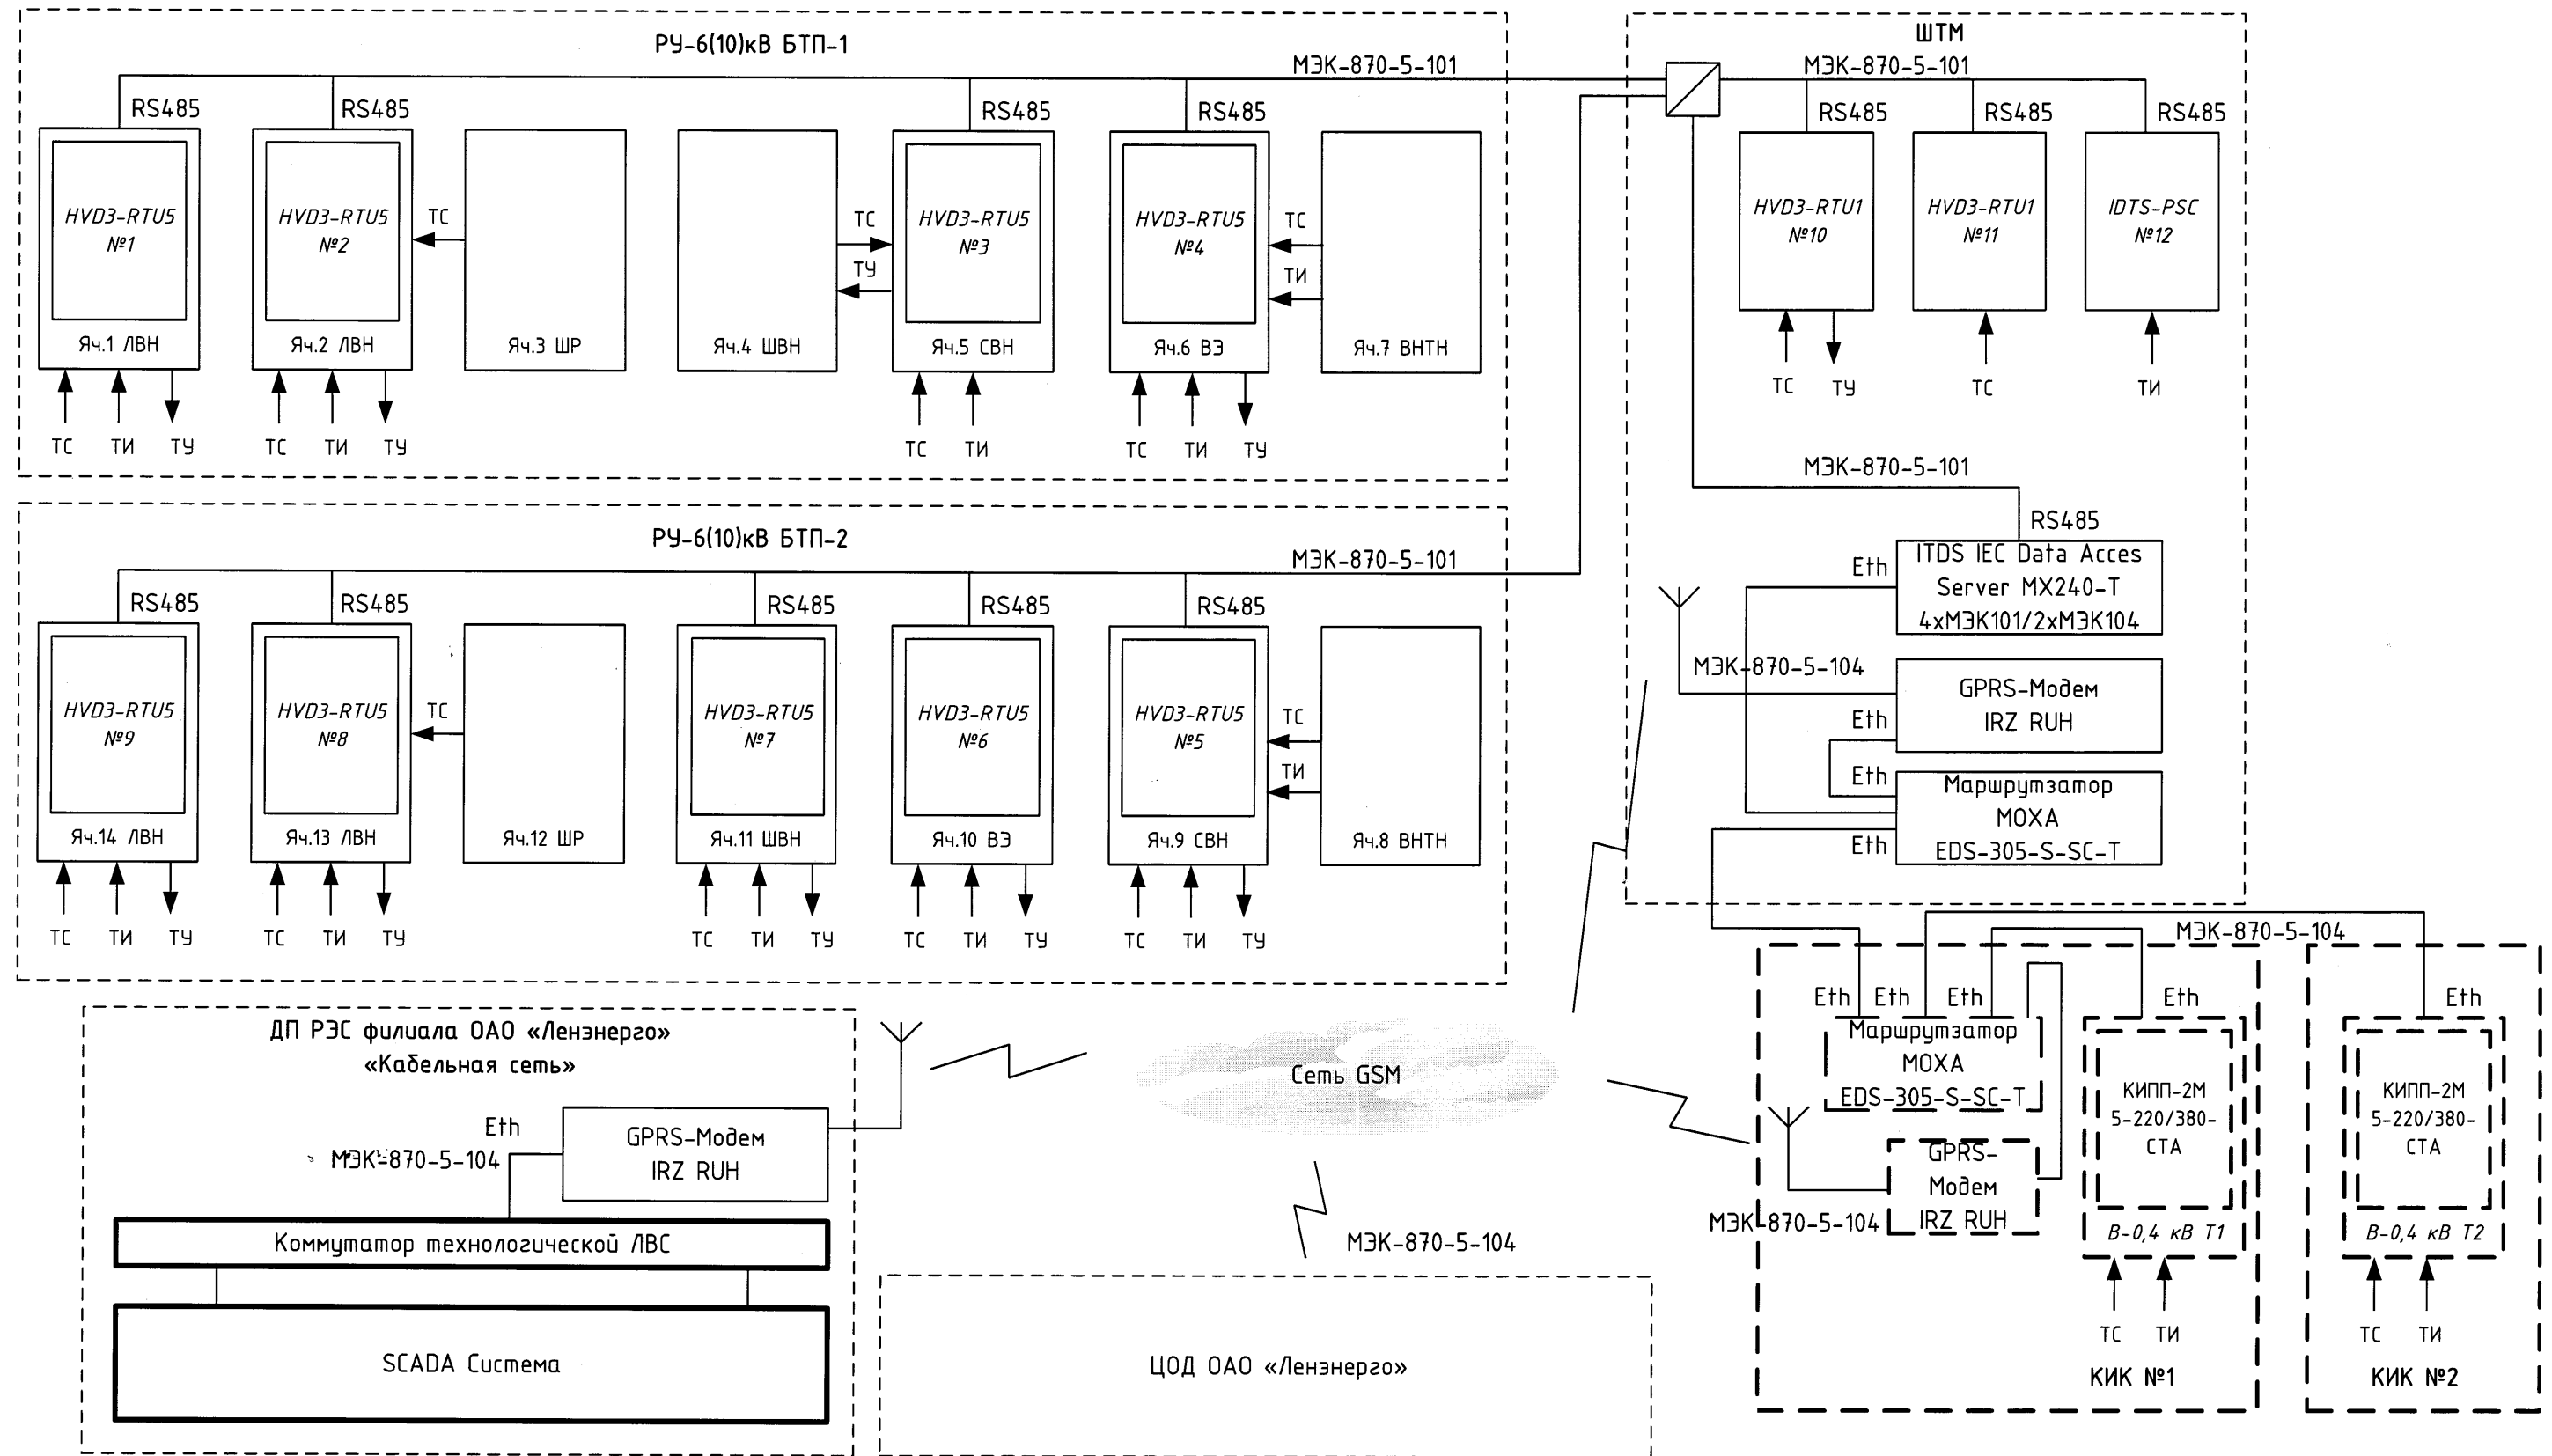 РУ-6(10)кВ БТП-1
МЭК-870-5-101
RS485
RS485
RS485
RS485
HVD3-RTU5
№1
HVD3-RTU5
№2
ТС
ТС
ТУ
HVD3-RTU5
№3
HVD3-RTU5
№4
ТС
ТИ
Яч.1 ЛВН
Яч.2 ЛВН
Яч.3 ШР
Яч.4 ШВН
Яч.5 СВН
Яч.6 ВЭ
Яч.7 ВНТН
ТС
ТИ
ТУ
ТС
ТИ
ТУ
ТС
ТИ
ТС
ТИ
ТУ
ШТМ
МЭК-870-5-101
RS485
RS485
RS485
HVD3-RTU1
№10
HVD3-RTU1
№11
IDTS-PSC
№12
ТС
ТУ
ТС
ТИ
МЭК-870-5-101
RS485
Eth
ITDS IEC Data Acces
Server MX240-T
4хМЭК101/2хМЭК104
МЭК-870-5-104
GPRS-Модем
IRZ RUH
Eth
Eth
Маршрутзатор
MOXA
EDS-305-S-SC-T
Eth
РУ-6(10)кВ БТП-2
МЭК-870-5-101
RS485
RS485
RS485
RS485
RS485
HVD3-RTU5
№9
HVD3-RTU5
№8
ТС
HVD3-RTU5
№7
HVD3-RTU5
№6
HVD3-RTU5
№5
ТС
ТИ
Яч.14 ЛВН
Яч.13 ЛВН
Яч.12 ШР
Яч.11 ШВН
Яч.10 ВЭ
Яч.9 СВН
Яч.8 ВНТН
ТС
ТИ
ТУ
ТС
ТИ
ТУ
ТС
ТИ
ТУ
ТС
ТИ
ТУ
ТС
ТИ
ТУ
ДП РЭС филиала ОАО «Ленэнерго»
«Кабельная сеть»
Eth
МЭК-870-5-104
GPRS-Модем
IRZ RUH
Коммутатор технологической ЛВС
SCADA Система
Сеть GSM
МЭК-870-5-104
ЦОД ОАО «Ленэнерго»
МЭК-870-5-104
Eth
Eth
Eth
Eth
Eth
Маршрутзатор
MOXA
EDS-305-S-SC-T
GPRS-
Модем
IRZ RUH
МЭК-870-5-104
КИПП-2М
5-220/380-
СТА
В-0,4 кВ Т1
ТС
ТИ
КИК №1
КИПП-2М
5-220/380-
СТА
В-0,4 кВ Т2
ТС
ТИ
КИК №2